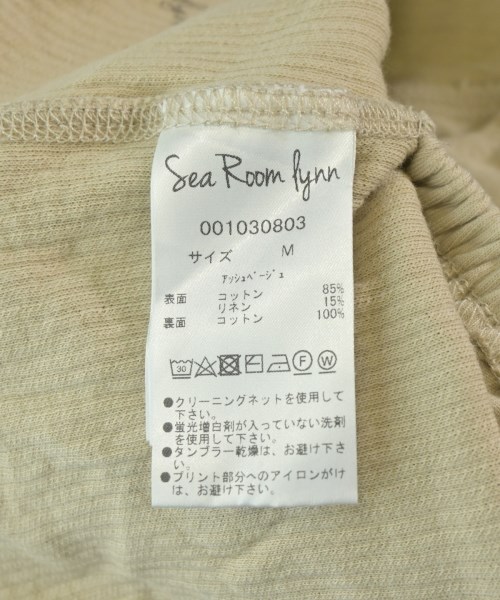 Sea Room lynn
001030803
サイズ M
アッシュベージュ
表面 コットン 85%
リネン 15%
裏面 コットン 100%
30 F W
●クリーニングネットを使用して
下さい。
●蛍光増白剤が入っていない洗剤
を使用して下さい。
●タンブラー乾燥は、お避け下さ
い。
●プリント部分へのアイロンがけ
は、お避け下さい。